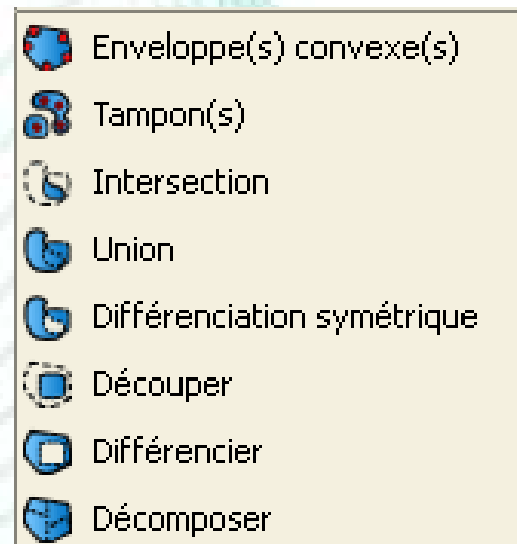 Enveloppe(s) convexe(s)
Tampon(s)
Intersection
Union
Différenciation symétrique
Découper
Différencier
Décomposer